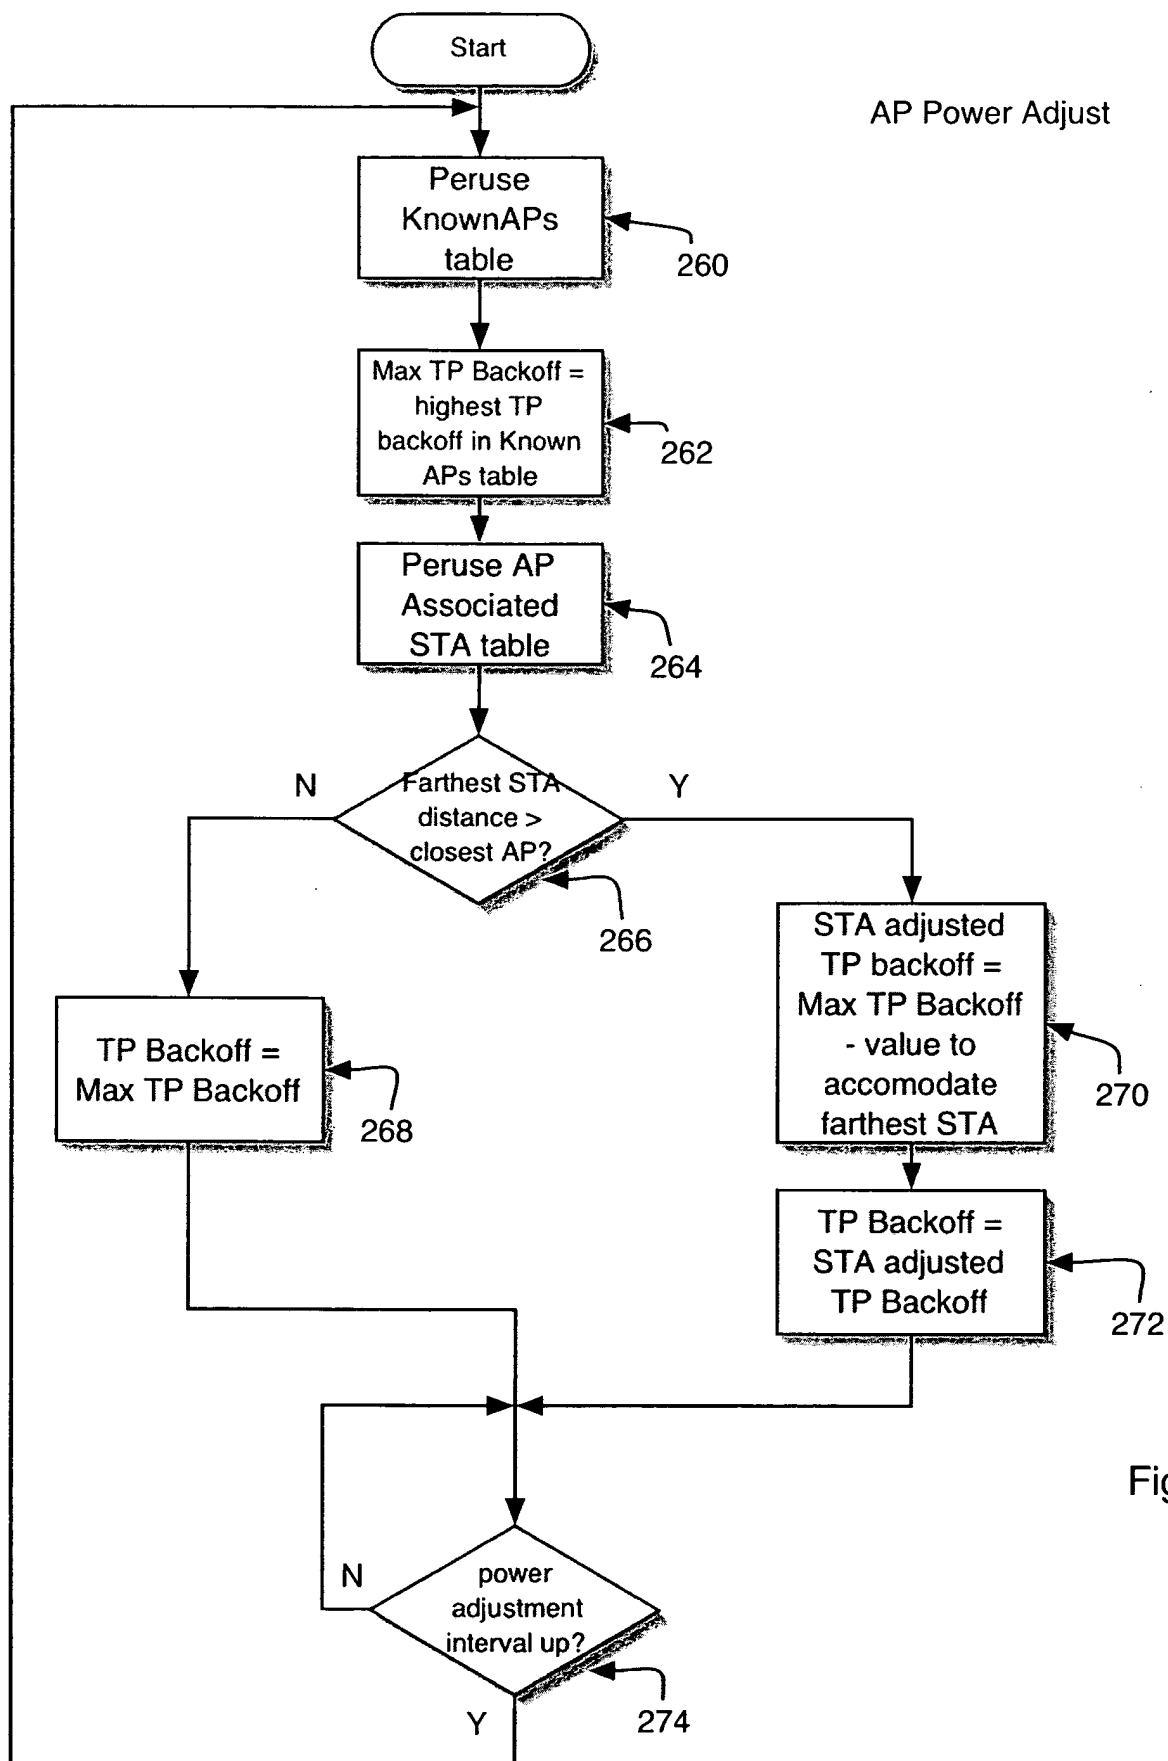 Start
AP Power Adjust
Peruse
KnownAPs
table
260
Max TP Backoff =
highest TP
backoff in Known
APs table
262
Peruse AP
Associated
STA table
264
N
Farthest STA
distance >
closest AP?
Y
266
STA adjusted
TP backoff =
Max TP Backoff
- value to
accomodate
farthest STA
270
TP Backoff =
Max TP Backoff
268
TP Backoff =
STA adjusted
TP Backoff
272
N
power
adjustment
interval up?
274
Y